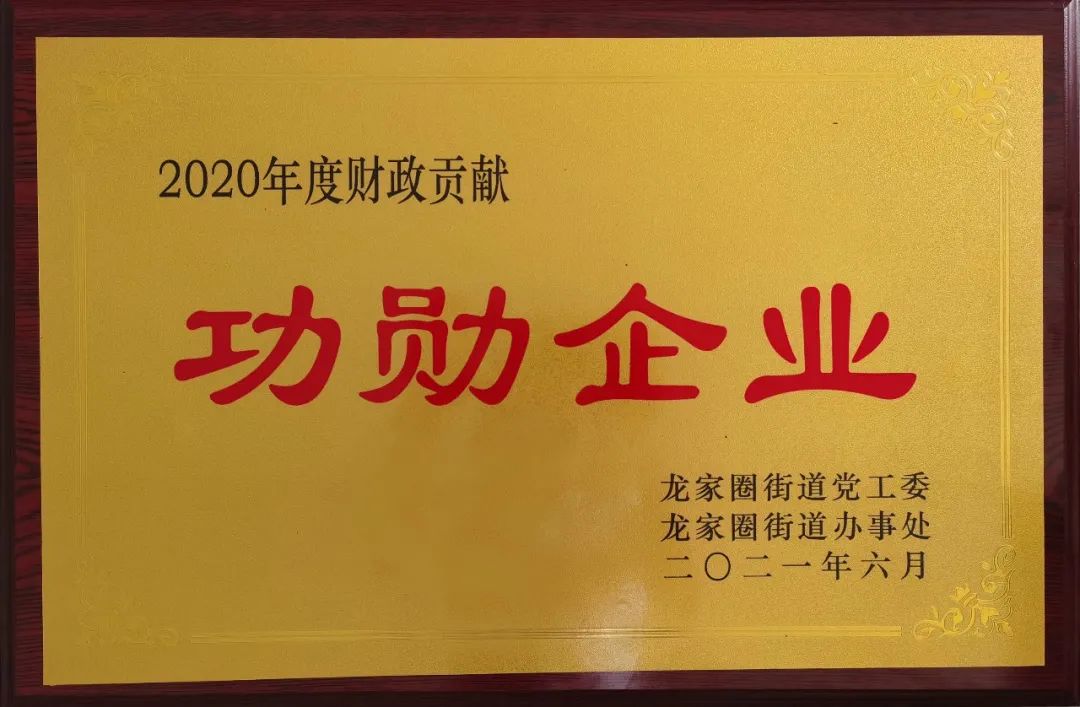 2020年度财政贡献
功勋企业
龙家圈街道党工委
龙家圈街道办事处
二〇二一年六月